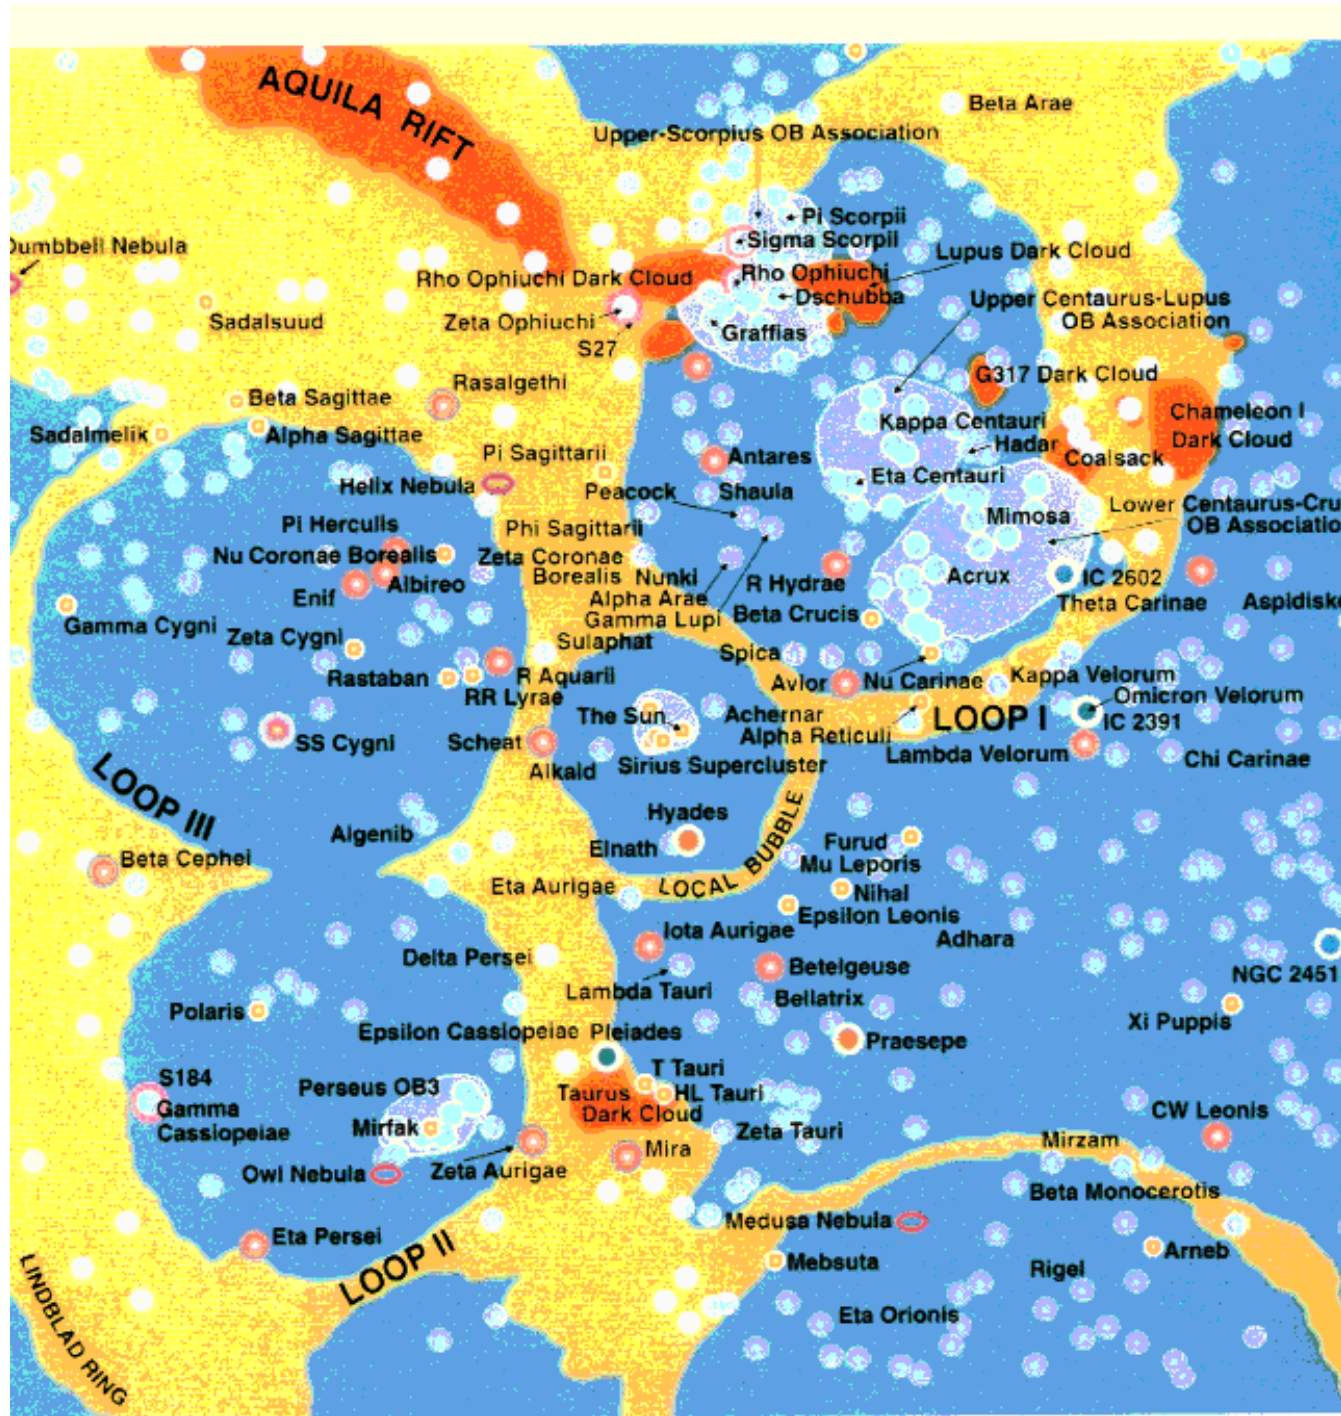 AQUILA RIFT
Beta Arae
Upper-Scorpius OB Association
Pi Scorpii
Sigma Scorpii
Dumbbell Nebula
Lupus Dark Cloud
Rho Ophiuchi Dark Cloud
Rho Ophiuchi
Dschubba
Upper Centaurus-Lupus
OB Association
Sadalsuud
Zeta Ophiuchi
Graffias
S27
G317 Dark Cloud
Rasalgethi
Beta Sagittae
Chameleon I
Dark Cloud
Sadalmelik
Alpha Sagittae
Kappa Centauri
Hadar
Pi Sagittarii
Antares
Coalsack
Helix Nebula
Peacock
Shaula
Eta Centauri
Lower Centaurus-Cru
OB Associatio
Pi Herculis
Phi Sagittarii
Mimosa
Nu Coronae Borealis
Zeta Coronae
Borealis
Nunki
Enif
Albireo
Alpha Arae
R Hydrae
Acrux
IC 2602
Theta Carinae
Aspidiske
Gamma Cygni
Gamma Lupi
Beta Crucis
Zeta Cygni
Sulaphat
Spica
Rastaban
R Aquarii
RR Lyrae
Avior
Nu Carinae
Kappa Velorum
Omicron Velorum
The Sun
Achernar
Alpha Reticuli
LOOP I
IC 2391
SS Cygni
Scheat
Alkaid
Sirius Supercluster
Lambda Velorum
Chi Carinae
LOOP III
Hyades
Algenib
Elnath
Furud
Beta Cephei
Mu Leporis
Eta Aurigae
LOCAL BUBBLE
Nihal
Epsilon Leonis
Iota Aurigae
Adhara
Delta Persei
Betelgeuse
NGC 2451
Lambda Tauri
Bellatrix
Polaris
Epsilon Cassiopeiae
Pleiades
Praesepe
Xi Puppis
S184
Gamma
Cassiopeiae
Perseus OB3
T Tauri
Taurus
Dark Cloud
HL Tauri
CW Leonis
Mirfak
Zeta Tauri
Mirzam
Owl Nebula
Zeta Aurigae
Mira
Beta Monocerotis
Medusa Nebula
Eta Persei
LOOP II
Mebsuta
Arneb
Rigel
LINDBLAD RING
Eta Orionis